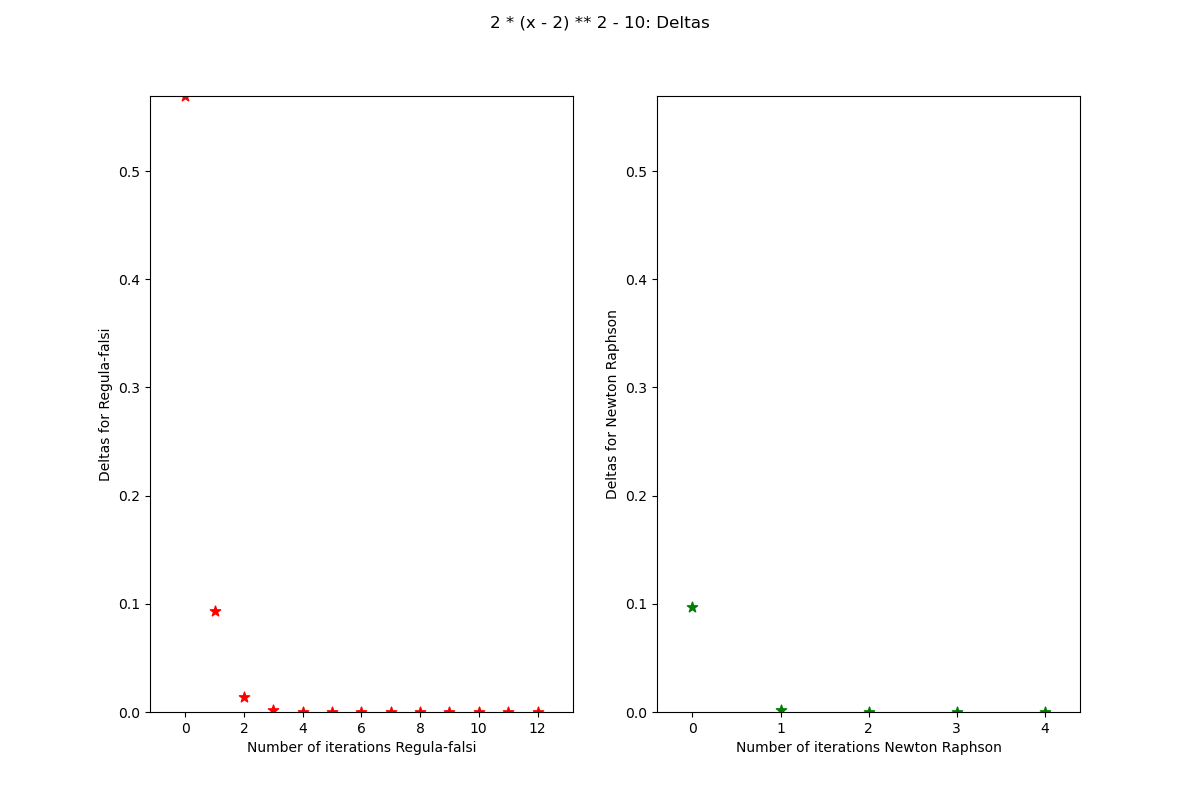 2 * (x - 2) ** 2 - 10: Deltas
0.5
0.4
0.3
0.2
0.1
0.0
Deltas for Regula-falsi
0 2 4 6 8 10 12
Number of iterations Regula-falsi
0.5
0.4
0.3
0.2
0.1
0.0
Deltas for Newton Raphson
0 1 2 3 4
Number of iterations Newton Raphson